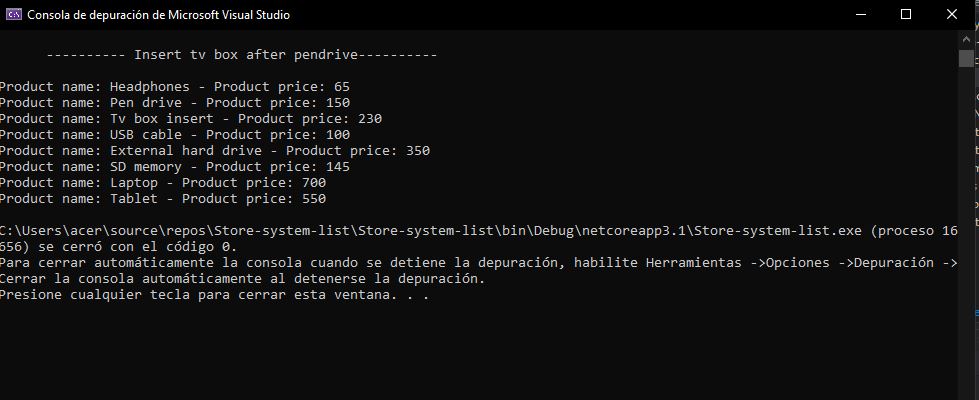 Consola de depuración de Microsoft Visual Studio
---------- Insert tv box after pendrive----------
Product name: Headphones - Product price: 65
Product name: Pen drive - Product price: 150
Product name: Tv box insert - Product price: 230
Product name: USB cable - Product price: 100
Product name: External hard drive - Product price: 350
Product name: SD memory - Product price: 145
Product name: Laptop - Product price: 700
Product name: Tablet - Product price: 550
C:\Users\acer\source\repos\Store-system-list\Store-system-list\bin\Debug\netcoreapp3.1\Store-system-list.exe (proceso 16
656) se cerró con el código 0.
Para cerrar automáticamente la consola cuando se detiene la depuración, habilite Herramientas ->Opciones ->Depuración ->
Cerrar la consola automáticamente al detenerse la depuración.
Presione cualquier tecla para cerrar esta ventana. . .